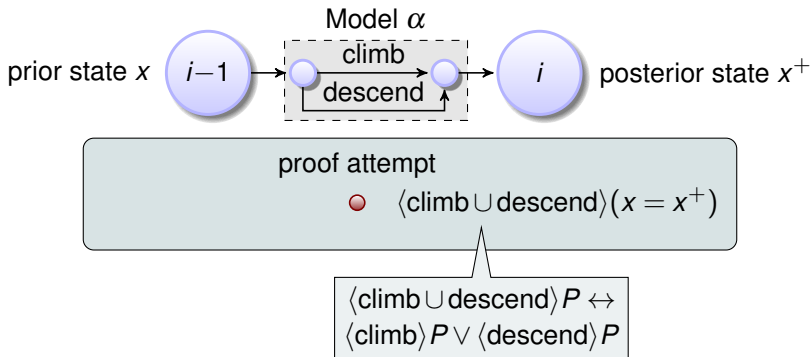 Model α
prior state x
i−1
climb
descend
i
posterior state x⁺
proof attempt
⟨climb ∪ descend⟩(x = x⁺)
⟨climb ∪ descend⟩P ↔
⟨climb⟩P ∨ ⟨descend⟩P